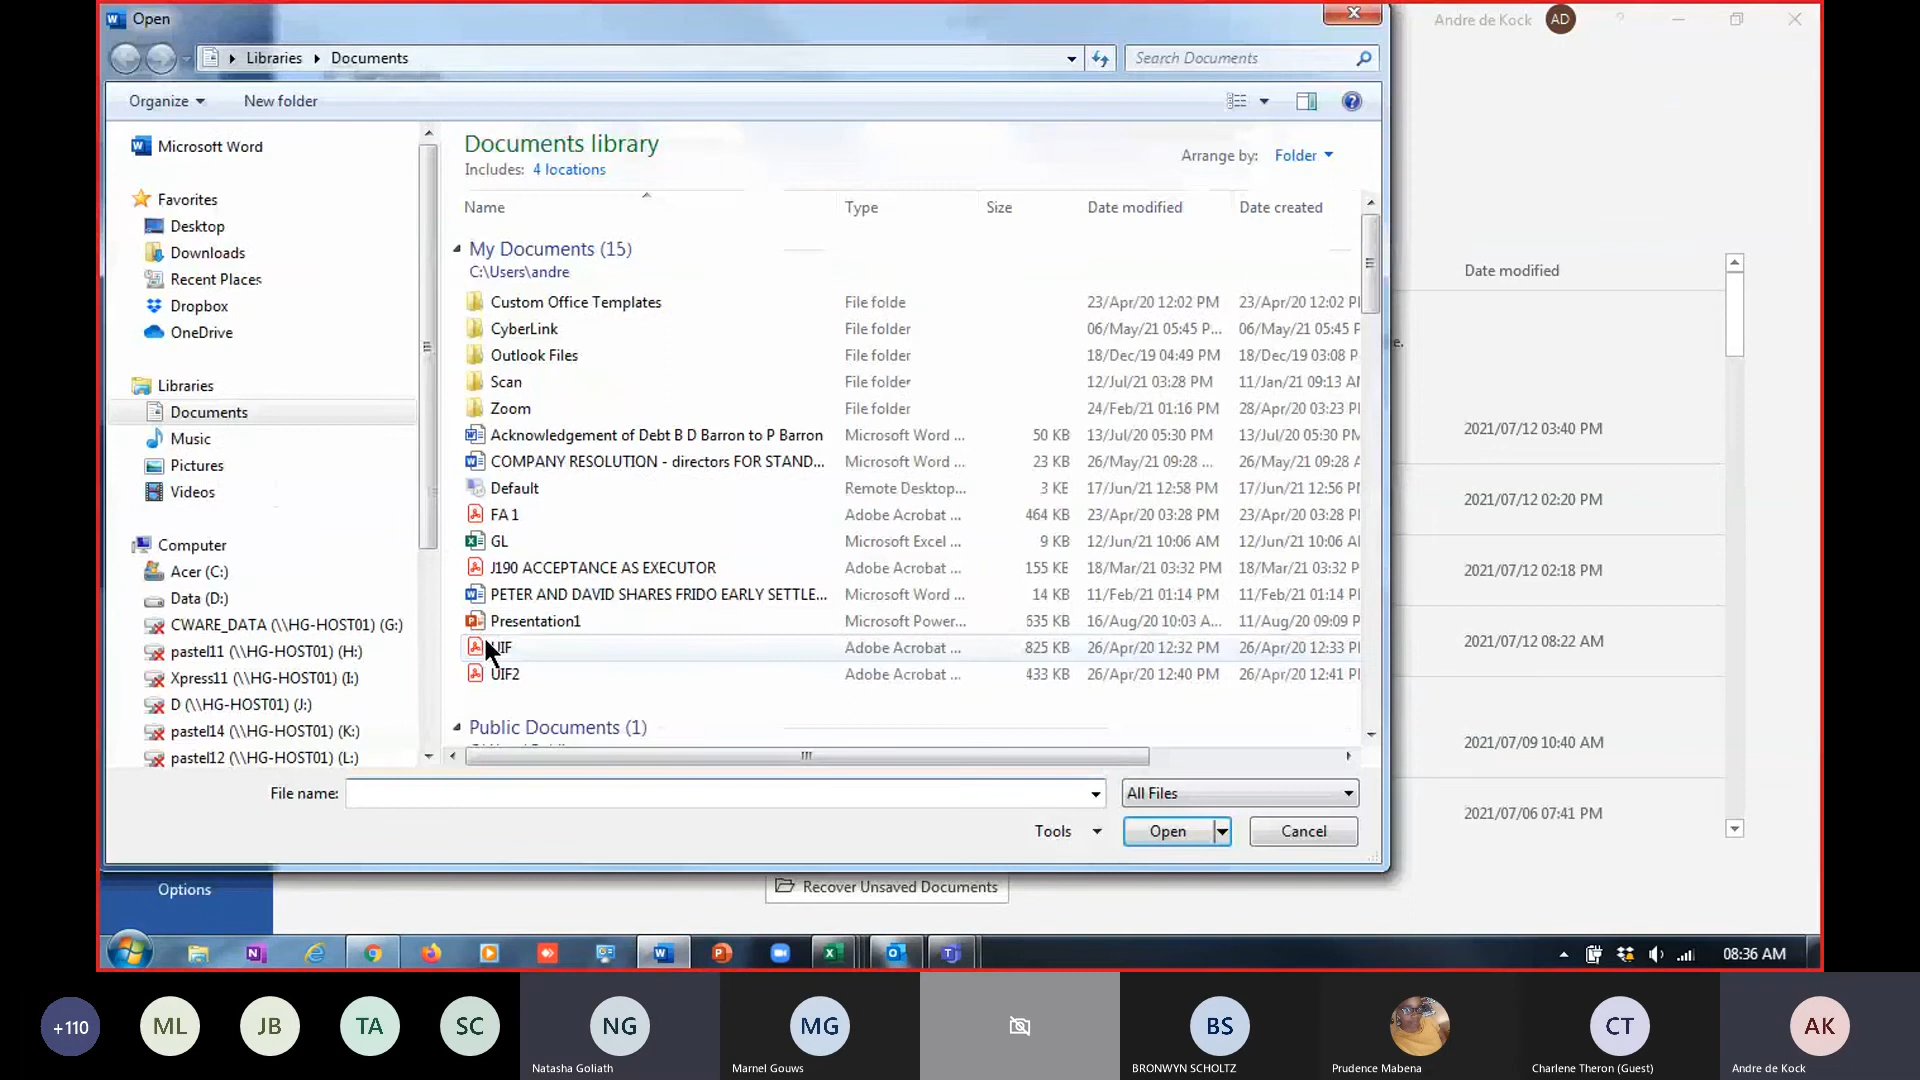 Open
Andre de Kock AD
Libraries Documents
Search Documents
Organize New folder
Microsoft Word
Favorites
Desktop
Downloads
Recent Places
Dropbox
OneDrive
Libraries
Documents
Music
Pictures
Videos
Computer
Acer (C:)
Data (D:)
CWARE_DATA (\\HG-HOST01) (G:)
pastel11 (\\HG-HOST01) (H:)
Xpress11 (\\HG-HOST01) (I:)
D (\\HG-HOST01) (J:)
pastel14 (\\HG-HOST01) (K:)
pastel12 (\\HG-HOST01) (L:)
Documents library
Includes: 4 locations
Arrange by: Folder
Name Type Size Date modified Date created
My Documents (15)
C:\Users\andre
Custom Office Templates File folde 23/Apr/20 12:02 PM 23/Apr/20 12:02 P
CyberLink File folder 06/May/21 05:45 P... 06/May/21 05:45 P
Outlook Files File folder 18/Dec/19 04:49 PM 18/Dec/19 03:08 P
Scan File folder 12/Jul/21 03:28 PM 11/Jan/21 09:13 A
Zoom File folder 24/Feb/21 01:16 PM 28/Apr/20 03:23 P
Acknowledgement of Debt B D Barron to P Barron Microsoft Word ... 50 KB 13/Jul/20 05:30 PM 13/Jul/20 05:30 PM
COMPANY RESOLUTION - directors FOR STAND... Microsoft Word ... 23 KB 26/May/21 09:28 ... 26/May/21 09:28 A
Default Remote Desktop... 3 KB 17/Jun/21 12:58 PM 17/Jun/21 12:56 P
FA 1 Adobe Acrobat ... 464 KB 23/Apr/20 03:28 PM 23/Apr/20 03:28 P
GL Microsoft Excel ... 9 KB 12/Jun/21 10:06 AM 12/Jun/21 10:06 A
J190 ACCEPTANCE AS EXECUTOR Adobe Acrobat ... 155 KB 18/Mar/21 03:32 PM 18/Mar/21 03:32 P
PETER AND DAVID SHARES FRIDO EARLY SETTLE... Microsoft Word ... 14 KB 11/Feb/21 01:14 PM 11/Feb/21 01:14 P
Presentation1 Microsoft Power... 635 KB 16/Aug/20 10:03 A... 11/Aug/20 09:09 P
UIF Adobe Acrobat ... 825 KB 26/Apr/20 12:32 PM 26/Apr/20 12:33 P
UIF2 Adobe Acrobat ... 433 KB 26/Apr/20 12:40 PM 26/Apr/20 12:41 P
Public Documents (1)
File name:
All Files
Tools Open Cancel
Date modified
e.
2021/07/12 03:40 PM
2021/07/12 02:20 PM
2021/07/12 02:18 PM
2021/07/12 08:22 AM
2021/07/09 10:40 AM
2021/07/06 07:41 PM
Options
Recover Unsaved Documents
08:36 AM
+110 ML JB TA SC NG MG BS CT AK
Natasha Goliath Marnel Gouws BRONWYN SCHOLTZ Prudence Mabena Charlene Theron (Guest) Andre de Kock